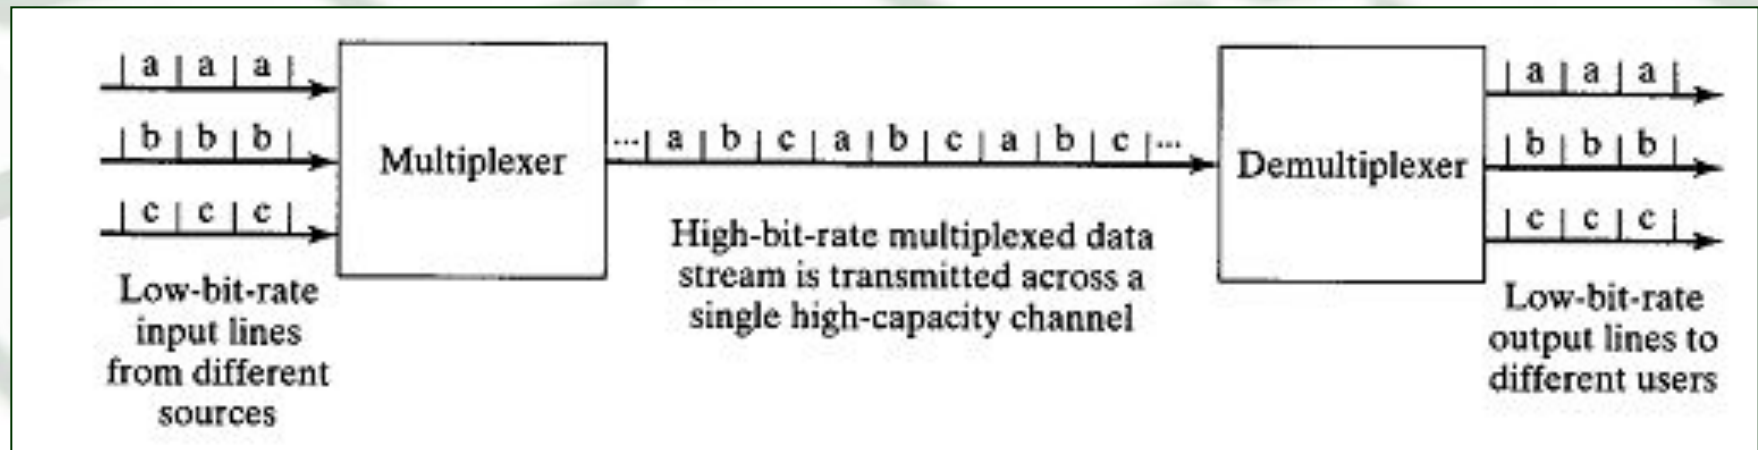 | a | a | a |
| b | b | b |
| c | c | c |
Low-bit-rate
input lines
from different
sources
Multiplexer
...| a | b | c | a | b | c | a | b | c |...
High-bit-rate multiplexed data
stream is transmitted across a
single high-capacity channel
Demultiplexer
| a | a | a |
| b | b | b |
| c | c | c |
Low-bit-rate
output lines to
different users